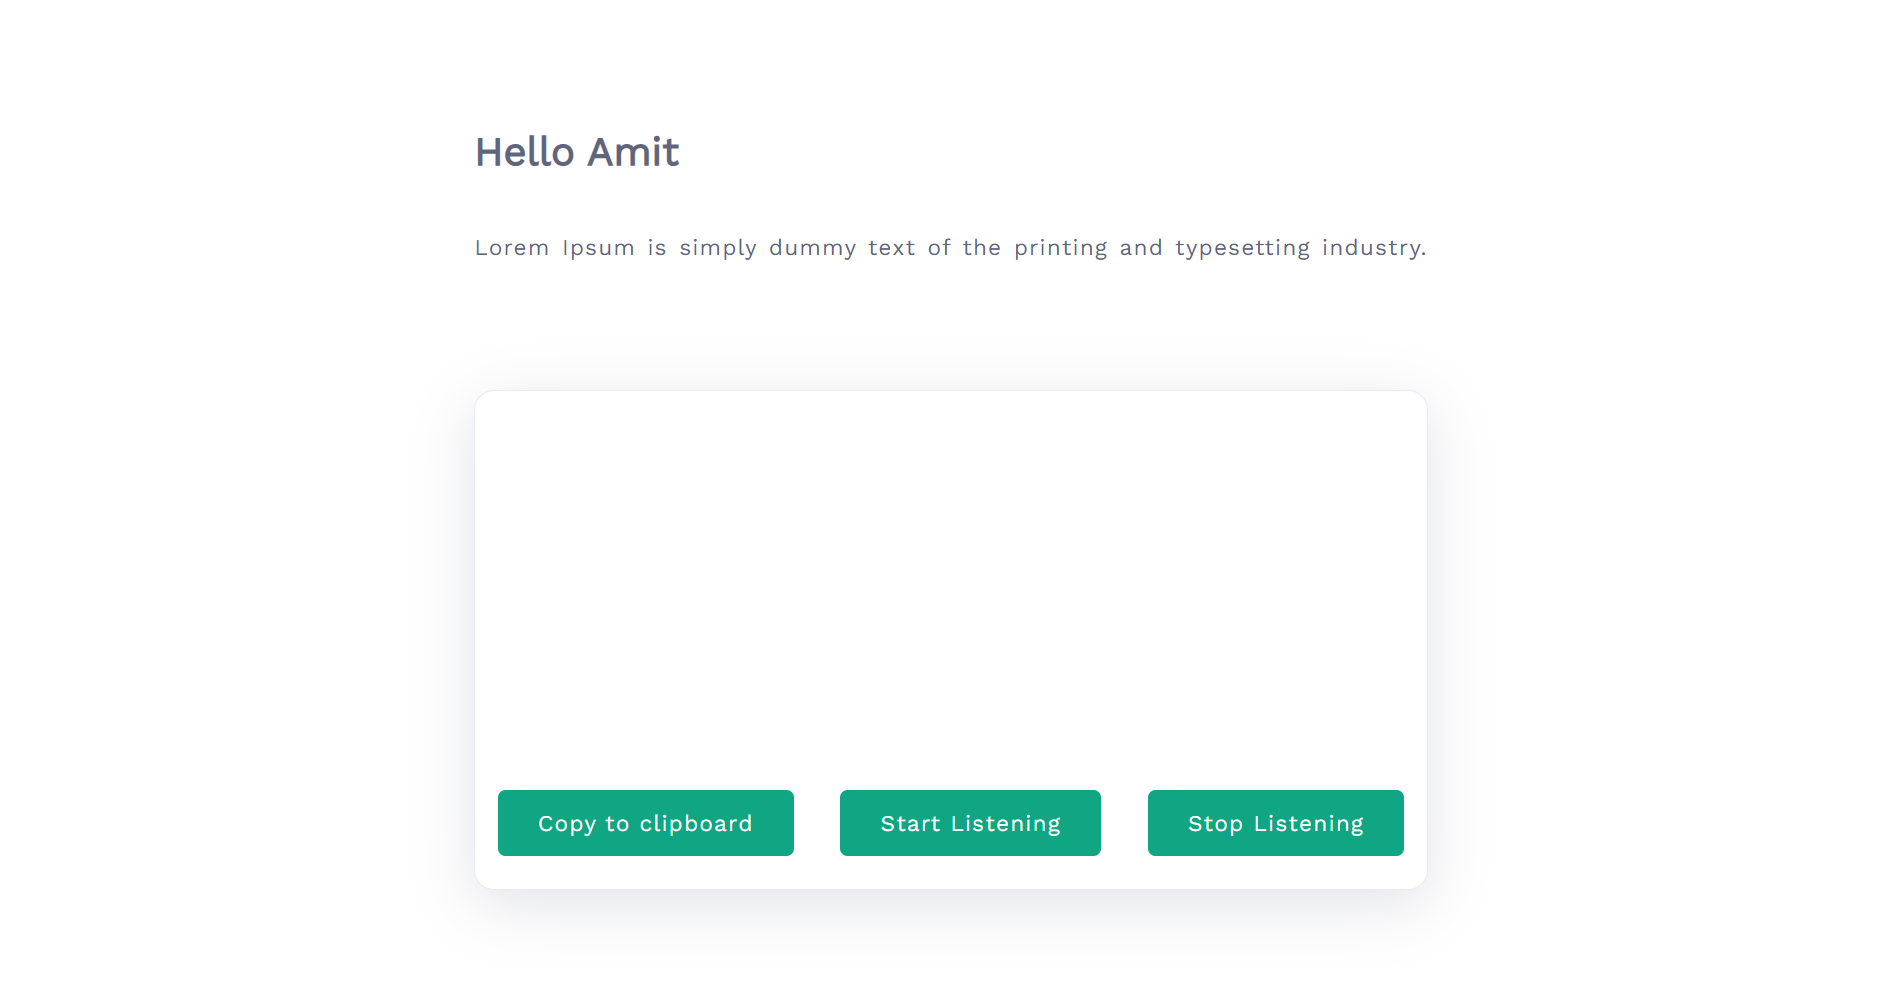 Hello Amit
Lorem Ipsum is simply dummy text of the printing and typesetting industry.
Copy to clipboard
Start Listening
Stop Listening